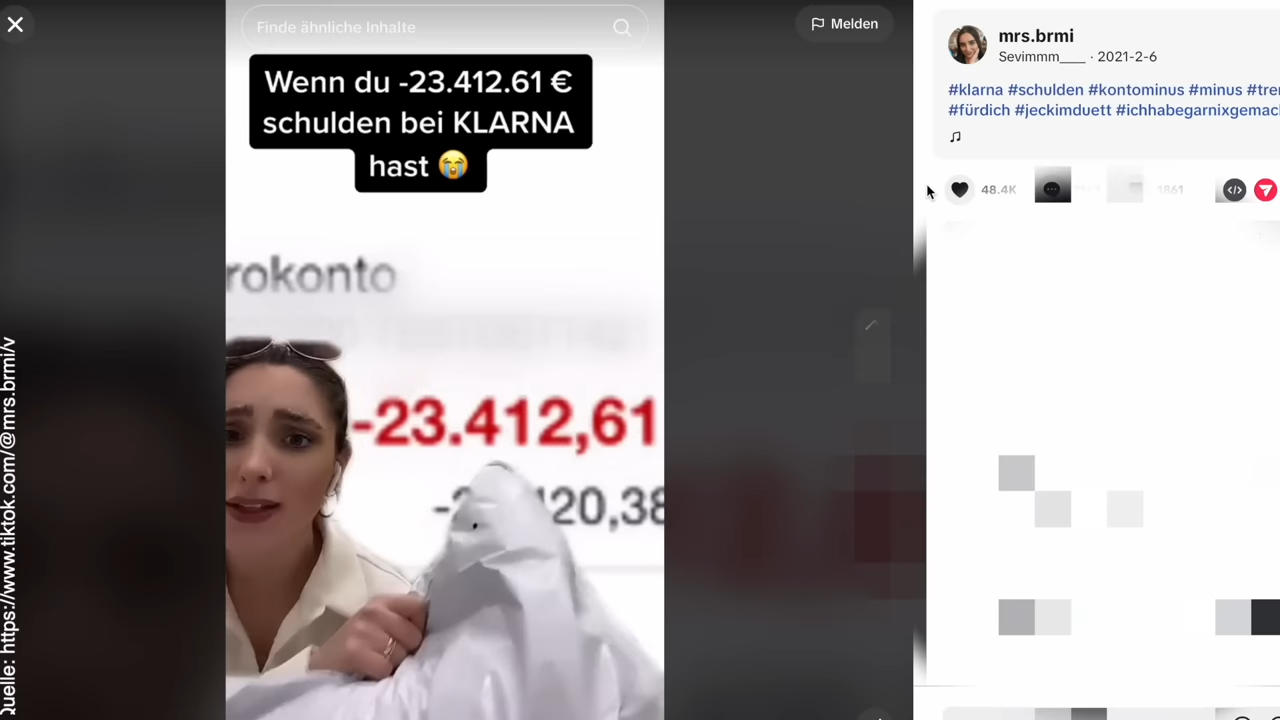 Finde ähnliche Inhalte
Melden
Wenn du -23.412.61 €
schulden bei KLARNA
hast 😭
rokonto
-23.412,61
20,38
Quelle: https://www.tiktok.com/@mrs.brmi/v
mrs.brmi
Sevimmm___ · 2021-2-6
#klarna #schulden #kontominus #minus
#fürdich #jeckimduett
48.4K
1861